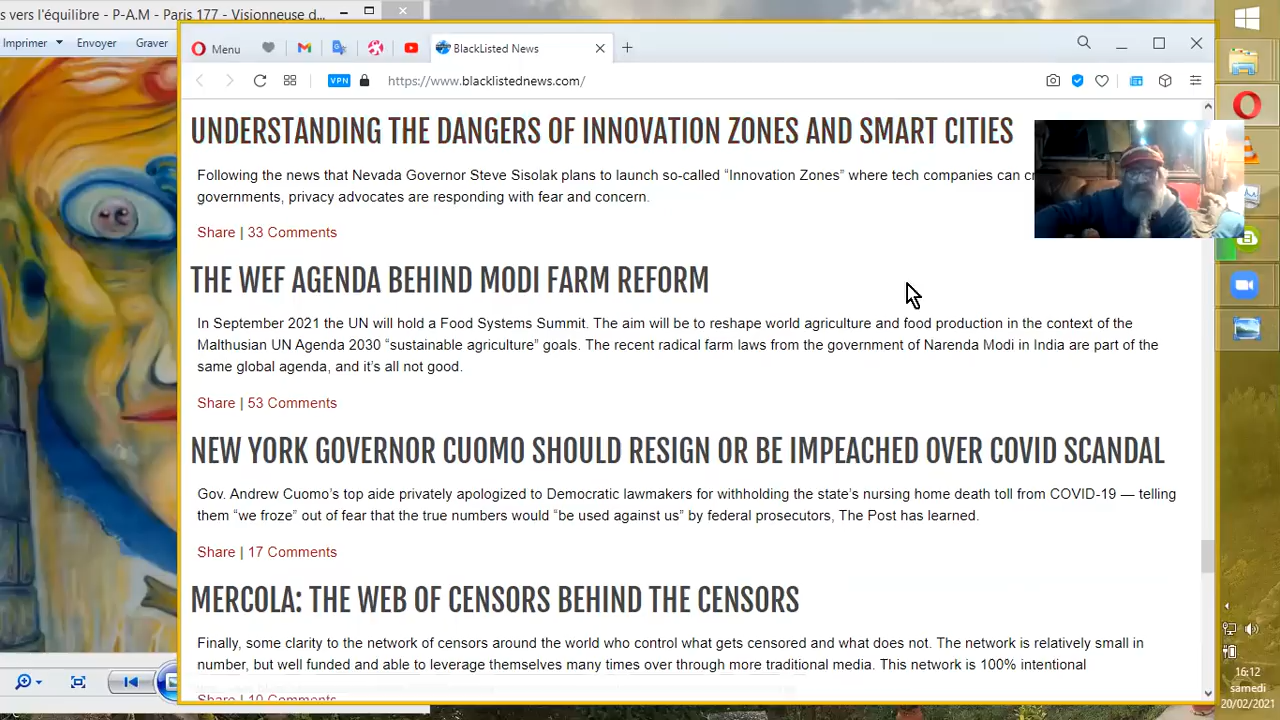 s vers l'équilibre - P-A.M - Paris 177 - Visionneuse d...
Imprimer Envoyer Graver
Menu
BlackListed News
VPN https://www.blacklistednews.com/
UNDERSTANDING THE DANGERS OF INNOVATION ZONES AND SMART CITIES
Following the news that Nevada Governor Steve Sisolak plans to launch so-called “Innovation Zones” where tech companies can
governments, privacy advocates are responding with fear and concern.
Share | 33 Comments
THE WEF AGENDA BEHIND MODI FARM REFORM
In September 2021 the UN will hold a Food Systems Summit. The aim will be to reshape world agriculture and food production in the context of the
Malthusian UN Agenda 2030 “sustainable agriculture” goals. The recent radical farm laws from the government of Narenda Modi in India are part of the
same global agenda, and it’s all not good.
Share | 53 Comments
NEW YORK GOVERNOR CUOMO SHOULD RESIGN OR BE IMPEACHED OVER COVID SCANDAL
Gov. Andrew Cuomo’s top aide privately apologized to Democratic lawmakers for withholding the state’s nursing home death toll from COVID-19 — telling
them “we froze” out of fear that the true numbers would “be used against us” by federal prosecutors, The Post has learned.
Share | 17 Comments
MERCOLA: THE WEB OF CENSORS BEHIND THE CENSORS
Finally, some clarity to the network of censors around the world who control what gets censored and what does not. The network is relatively small in
number, but well funded and able to leverage themselves many times over through more traditional media. This network is 100% intentional
16:12
samedi
20/02/2021